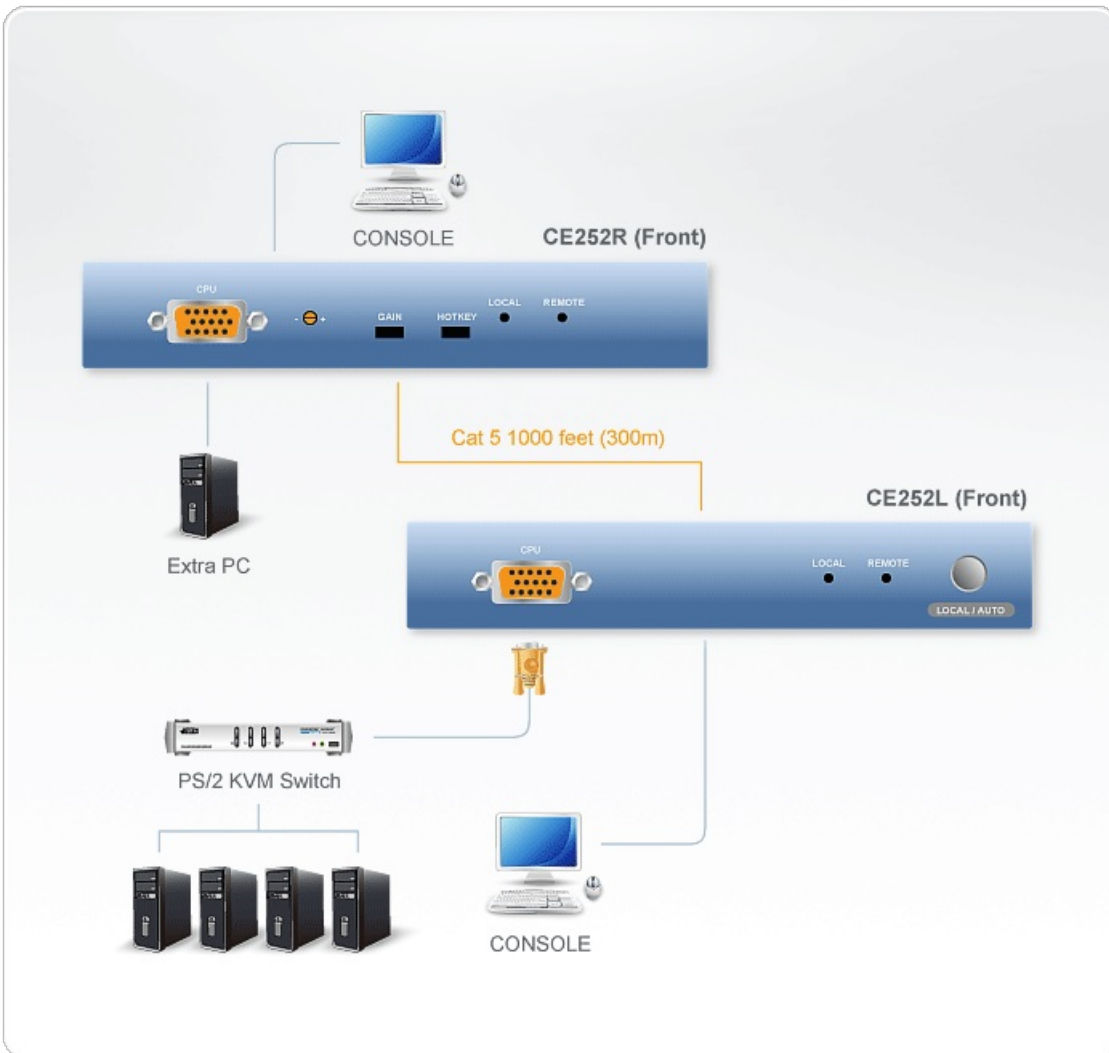 CONSOLE
CE252R (Front)
CPU
LOCAL
REMOTE
- +
GAIN
HOTKEY
Cat 5 1000 feet (300m)
Extra PC
CE252L (Front)
CPU
LOCAL
REMOTE
LOCAL / AUTO
PS/2 KVM Switch
CONSOLE